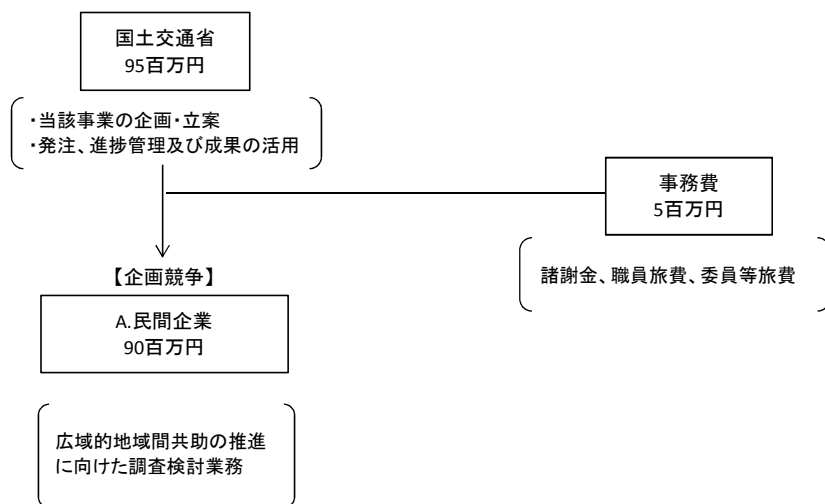 国土交通省
95百万円
・当該事業の企画・立案
・発注、進捗管理及び成果の活用
事務費
5百万円
諸謝金、職員旅費、委員等旅費
【企画競争】
A.民間企業
90百万円
広域的地域間共助の推進
に向けた調査検討業務